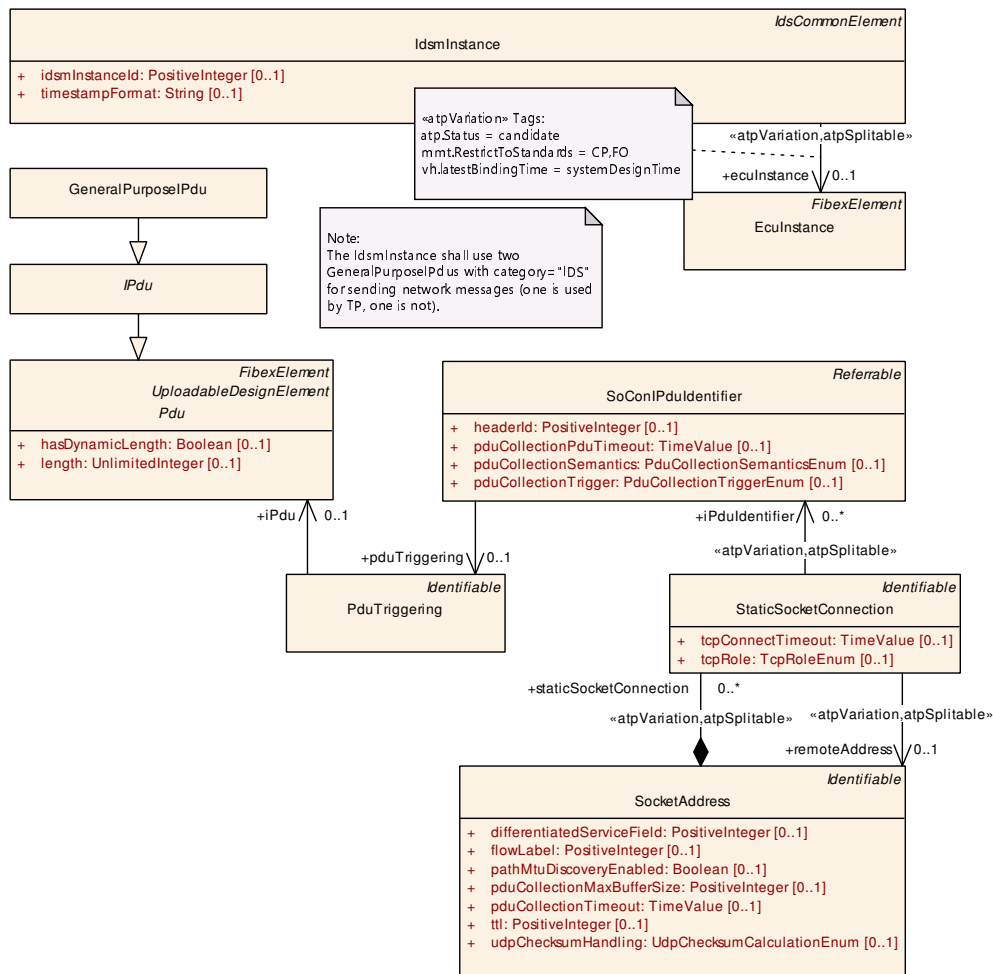 IdsCommonElement
IdsmInstance
+ idsmInstanceId: PositiveInteger [0..1]
+ timestampFormat: String [0..1]
«atpVariation» Tags:
atp.Status = candidate
mmt.RestrictToStandards = CP,FO
vh.latestBindingTime = systemDesignTime
«atpVariation,atpSplitable»
+ecuInstance 0..1
FibexElement
EcuInstance
GeneralPurposeIPdu
Note:
The IdsmInstance shall use two
GeneralPurposeIPdus with category="IDS"
for sending network messages (one is used
by TP, one is not).
IPdu
FibexElement
UploadableDesignElement
Pdu
+ hasDynamicLength: Boolean [0..1]
+ length: UnlimitedInteger [0..1]
Referrable
SoConIPduIdentifier
+ headerId: PositiveInteger [0..1]
+ pduCollectionPduTimeout: TimeValue [0..1]
+ pduCollectionSemantics: PduCollectionSemanticsEnum [0..1]
+ pduCollectionTrigger: PduCollectionTriggerEnum [0..1]
+iPdu 0..1
+iPduIdentifier 0..*
«atpVariation,atpSplitable»
+pduTriggering 0..1
Identifiable
PduTriggering
Identifiable
StaticSocketConnection
+ tcpConnectTimeout: TimeValue [0..1]
+ tcpRole: TcpRoleEnum [0..1]
+staticSocketConnection 0..*
«atpVariation,atpSplitable»
«atpVariation,atpSplitable»
+remoteAddress 0..1
Identifiable
SocketAddress
+ differentiatedServiceField: PositiveInteger [0..1]
+ flowLabel: PositiveInteger [0..1]
+ pathMtuDiscoveryEnabled: Boolean [0..1]
+ pduCollectionMaxBufferSize: PositiveInteger [0..1]
+ pduCollectionTimeout: TimeValue [0..1]
+ ttl: PositiveInteger [0..1]
+ udpChecksumHandling: UdpChecksumCalculationEnum [0..1]